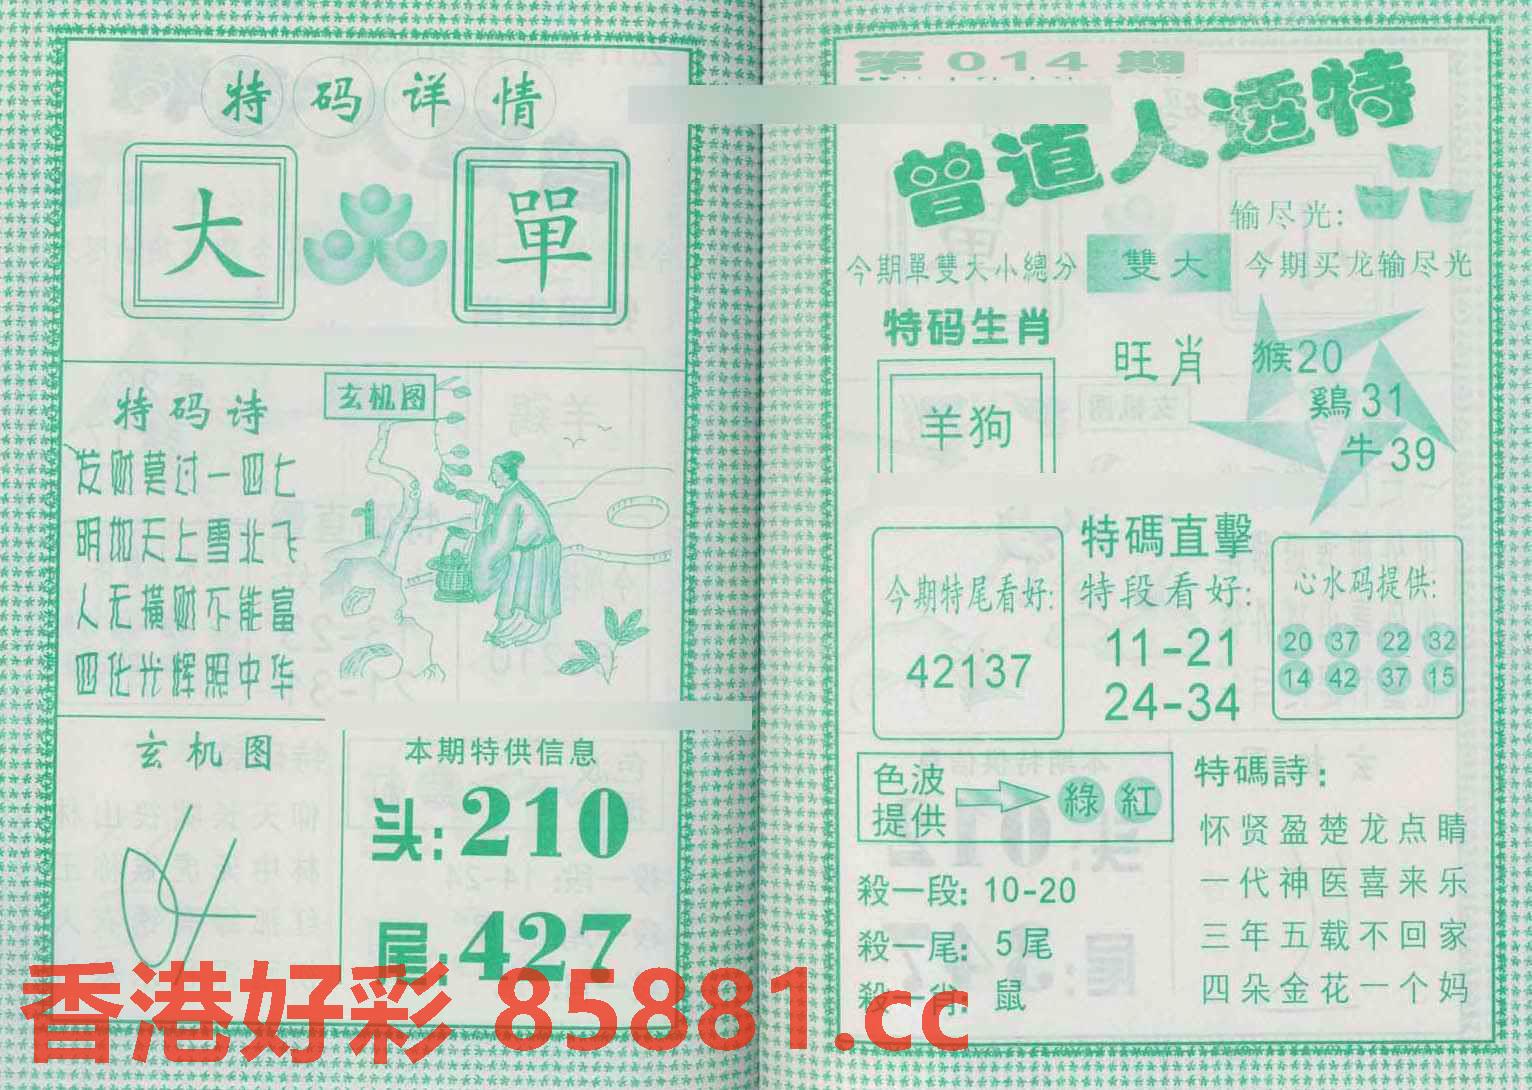 特码详情
大 單
特码诗
发财莫过一四七
明如天上雪北飞
人无横财不能富
四化光辉照中华
玄机图
玄机图
本期特供信息
头:210
尾:427
第014期
曾道人透特
输尽光:
今期單雙大小總分 雙大 今期买龙输尽光
特码生肖
羊狗
旺肖
猴20
鷄31
牛39
今期特尾看好:
42137
特碼直擊
特段看好:
11-21
24-34
心水码提供:
20 37 22 32
14 42 37 15
色波
提供
綠 紅
殺一段: 10-20
殺一尾: 5尾
殺一肖: 鼠
特碼詩:
怀贤盈楚龙点睛
一代神医喜来乐
三年五载不回家
四朵金花一个妈
香港好彩 85881.cc